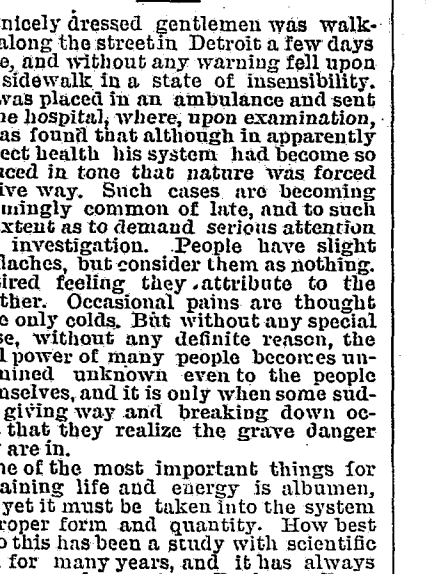 nicely dressed gentlemen was walk-
along the street in Detroit a few days
e, and without any warning fell upon
sidewalk in a state of insensibility.
was placed in an ambulance and sent
he hospital, where, upon examination,
as found that although in apparently
ect health his system had become so
uced in tone that nature was forced
ive way. Such cases are becoming
mingly common of late, and to such
xtent as to demand serious attention
investigation. People have slight
laches, but consider them as nothing.
ired feeling they attribute to the
ther. Occasional pains are thought
e only colds. But without any special
se, without any definite reason, the
l power of many people becomes un-
nined unknown even to the people
nselves, and it is only when some sud-
giving way and breaking down oc-
that they realize the grave danger
are in.
ne of the most important things for
aining life and energy is albumen,
yet it must be taken into the system
roper form and quantity. How best
o this has been a study with scientific
for many years, and it has always